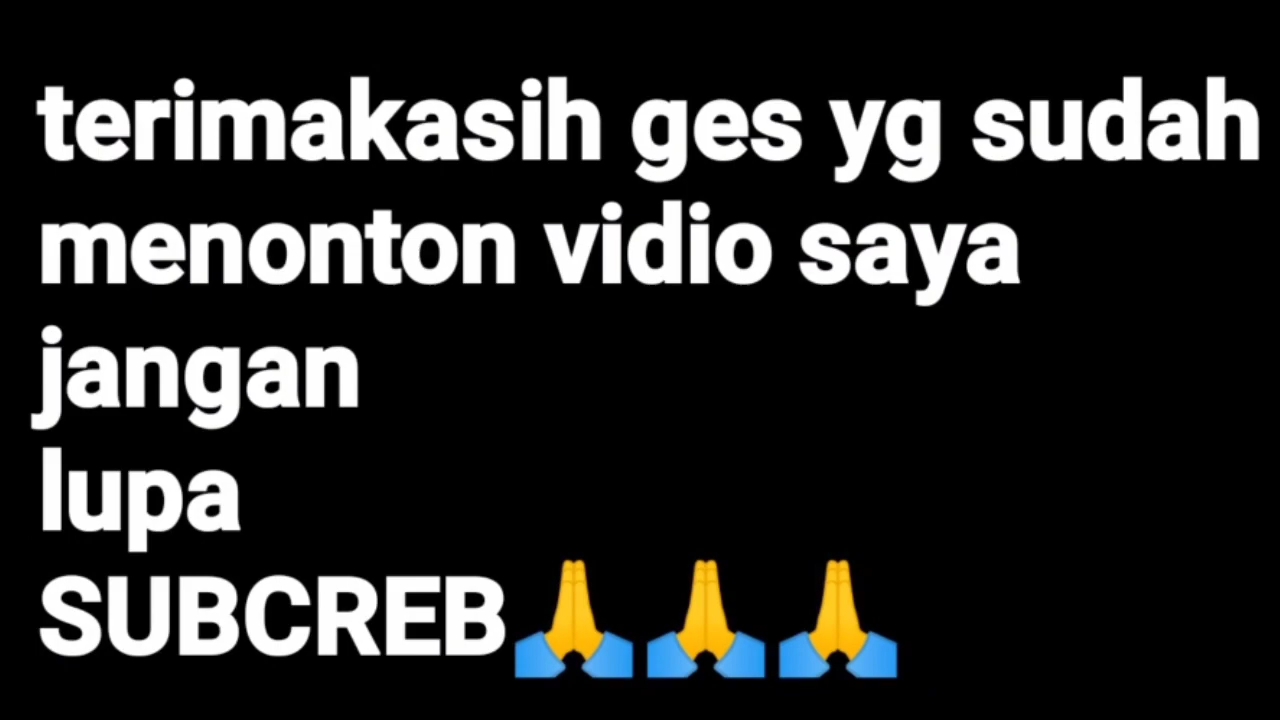 terimakasih ges yg sudah
menonton vidio saya
jangan
lupa
SUBCREB🙏🙏🙏